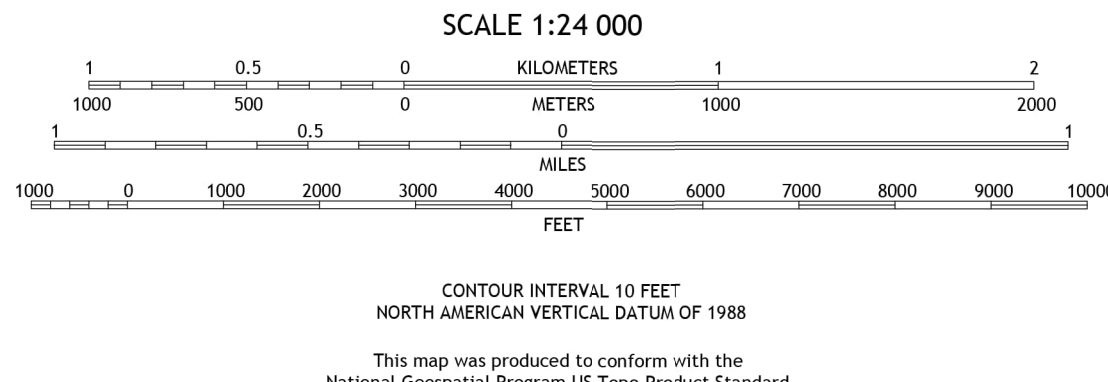 SCALE 1:24 000
1 0.5 0 KILOMETERS 1 2
1000 500 0 METERS 1000 2000
1 0.5 0 1
MILES
1000 0 1000 2000 3000 4000 5000 6000 7000 8000 9000 10000
FEET
CONTOUR INTERVAL 10 FEET
NORTH AMERICAN VERTICAL DATUM OF 1988
This map was produced to conform with the
National Geospatial Program US Topo Product Standard